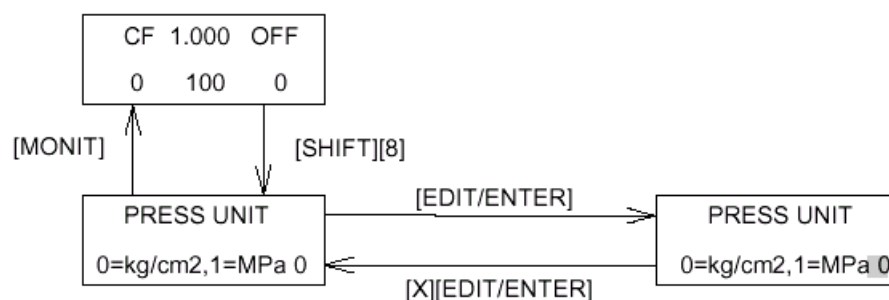 CF 1.000 OFF
0 100 0
[MONIT]
[SHIFT][8]
PRESS UNIT
0=kg/cm2,1=MPa 0
[EDIT/ENTER]
[X][EDIT/ENTER]
PRESS UNIT
0=kg/cm2,1=MPa 0